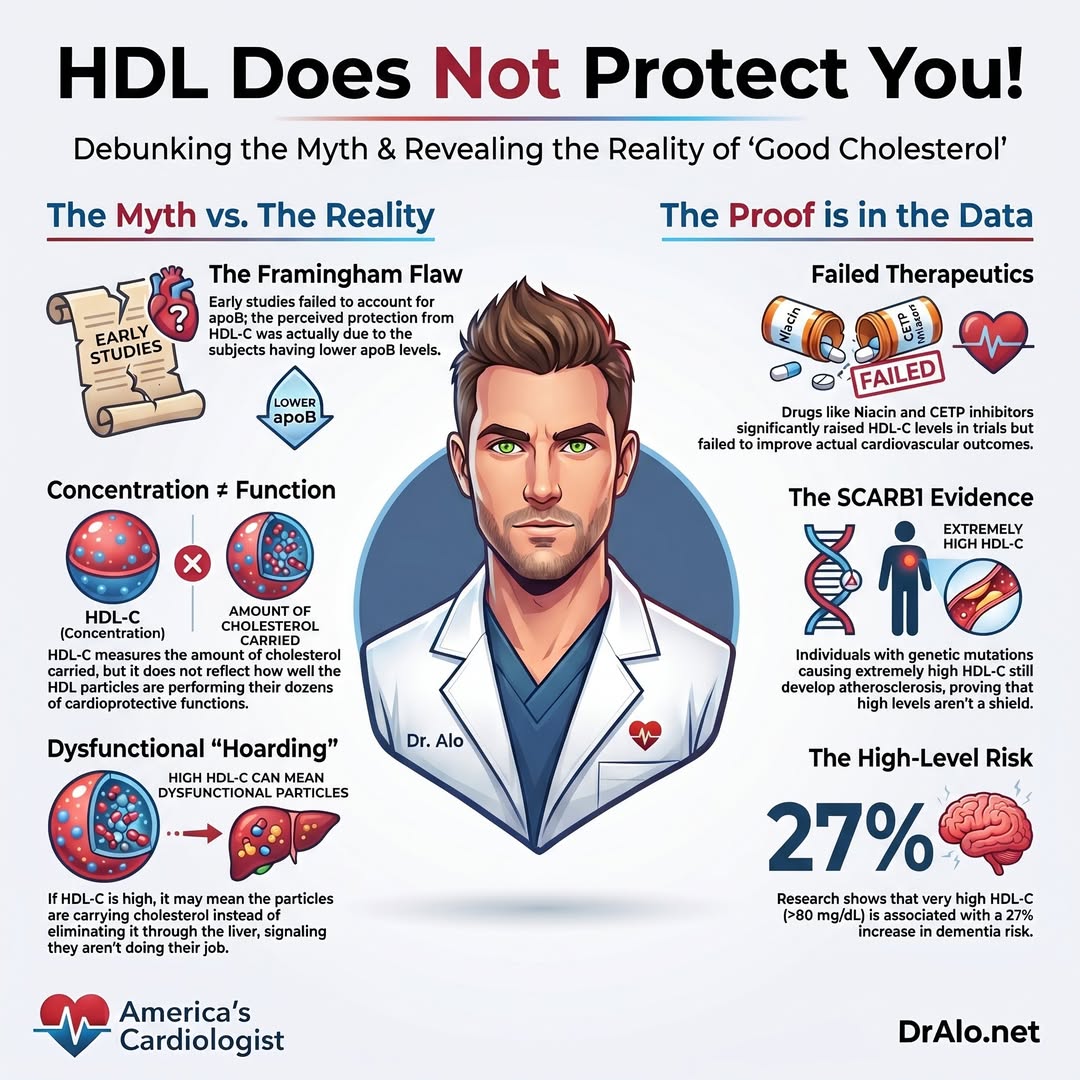 HDL Does Not Protect You!
Debunking the Myth & Revealing the Reality of ‘Good Cholesterol’
The Myth vs. The Reality
The Framingham Flaw
EARLY
STUDIES
?
Early studies failed to account for
apoB; the perceived protection from
HDL-C was actually due to the
subjects having lower apoB levels.
LOWER
apoB
Concentration ≠ Function
HDL-C
(Concentration)
AMOUNT OF
CHOLESTEROL
CARRIED
HDL-C measures the amount of cholesterol
carried, but it does not reflect how well the
HDL particles are performing their dozens
of cardioprotective functions.
Dysfunctional “Hoarding”
HIGH HDL-C CAN MEAN
DYSFUNCTIONAL PARTICLES
If HDL-C is high, it may mean the particles
are carrying cholesterol instead of
eliminating it through the liver, signaling
they aren’t doing their job.
Dr. Alo
The Proof is in the Data
Failed Therapeutics
Niacin
CETP
FAILED
Drugs like Niacin and CETP inhibitors
significantly raised HDL-C levels in trials but
failed to improve actual cardiovascular outcomes.
The SCARB1 Evidence
EXTREMELY
HIGH HDL-C
Individuals with genetic mutations
causing extremely high HDL-C still
develop atherosclerosis, proving that
high levels aren’t a shield.
The High-Level Risk
27%
Research shows that very high HDL-C
(>80 mg/dL) is associated with a 27%
increase in dementia risk.
America’s
Cardiologist
DrAlo.net